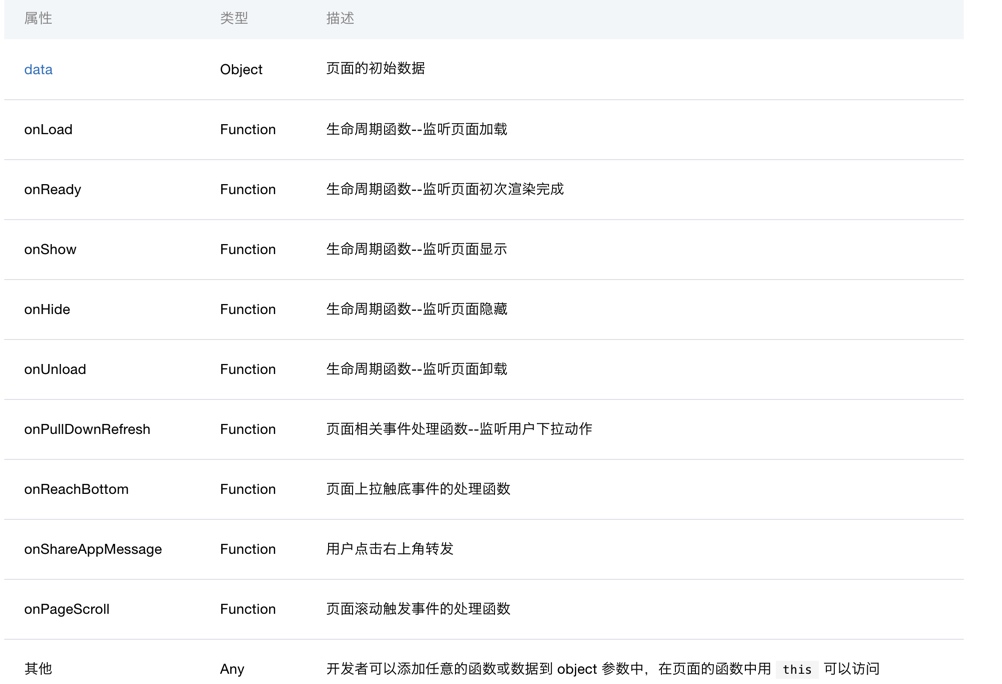 属性 类型 描述
data Object 页面的初始数据
onLoad Function 生命周期函数--监听页面加载
onReady Function 生命周期函数--监听页面初次渲染完成
onShow Function 生命周期函数--监听页面显示
onHide Function 生命周期函数--监听页面隐藏
onUnload Function 生命周期函数--监听页面卸载
onPullDownRefresh Function 页面相关事件处理函数--监听用户下拉动作
onReachBottom Function 页面上拉触底事件的处理函数
onShareAppMessage Function 用户点击右上角转发
onPageScroll Function 页面滚动触发事件的处理函数
其他 Any 开发者可以添加任意的函数或数据到 object 参数中，在页面的函数中用 this 可以访问